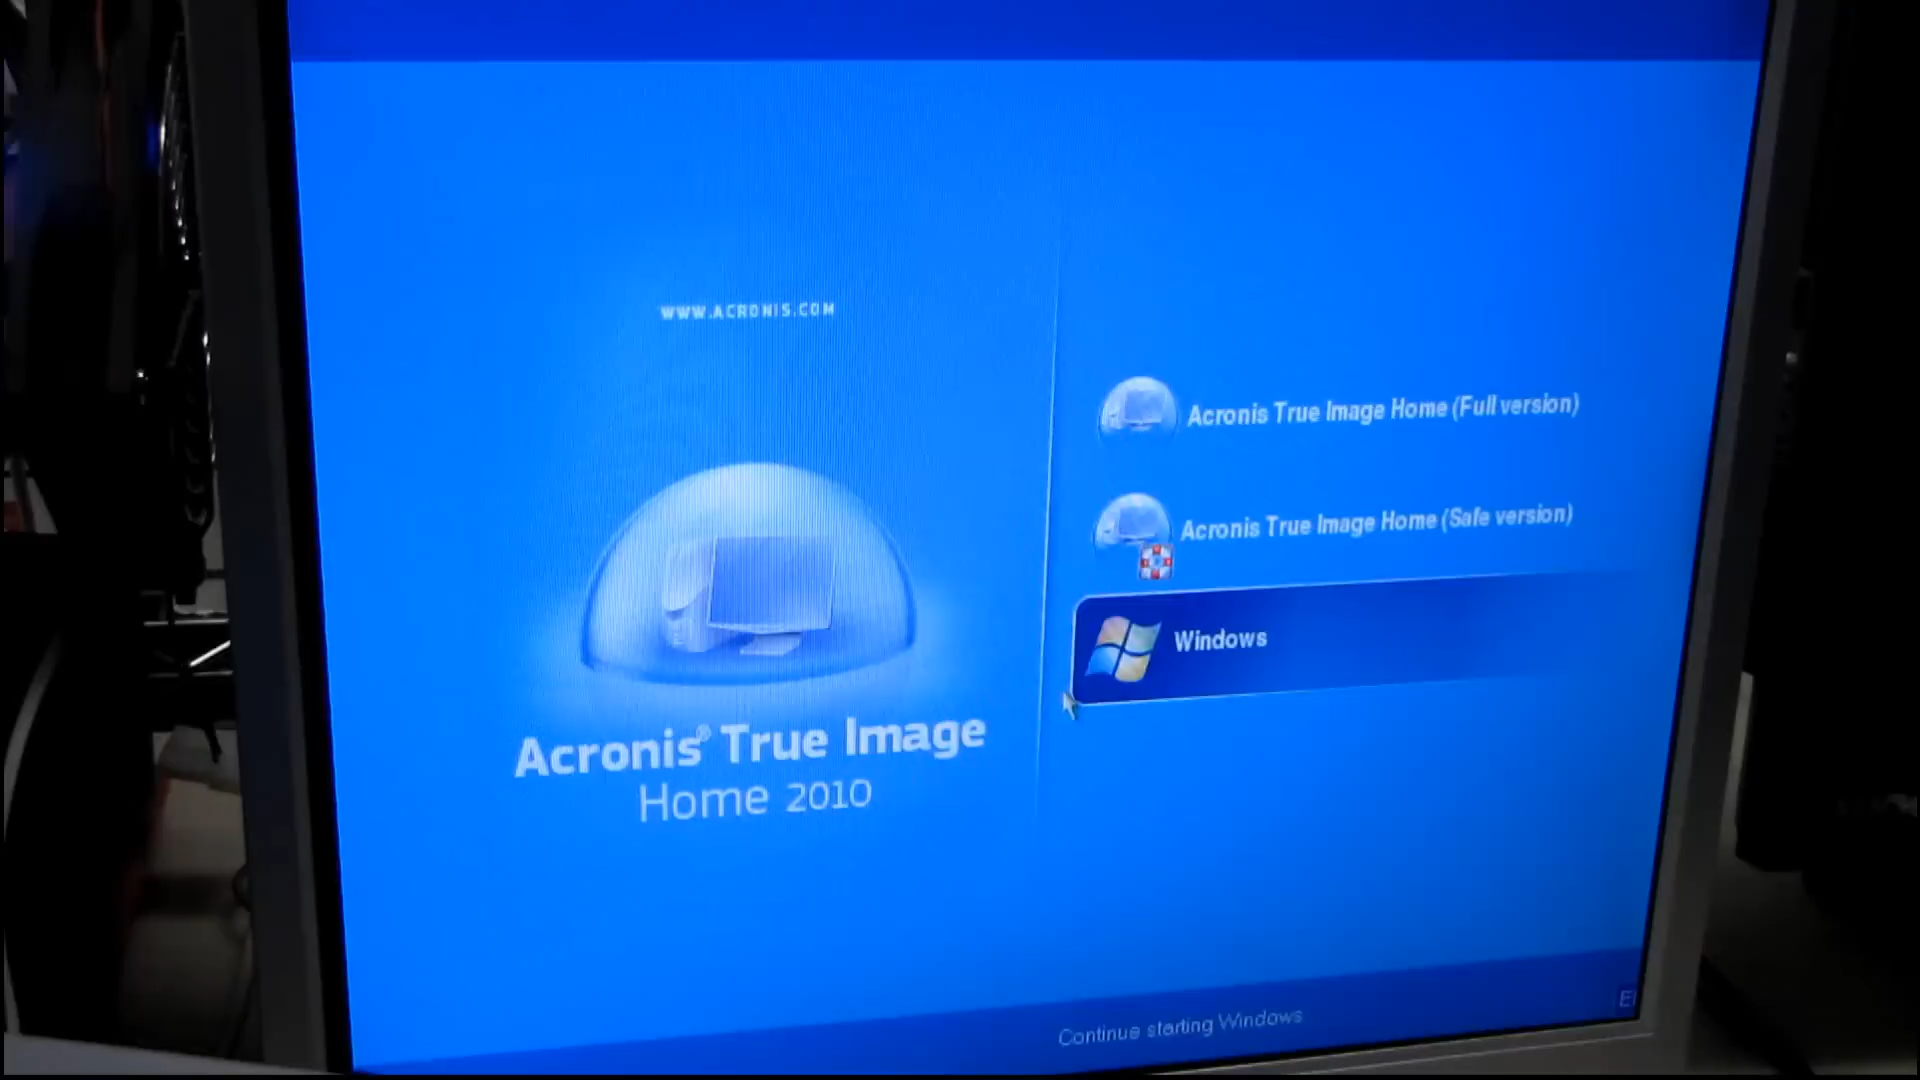 WWW.ACRONIS.COM
Acronis® True Image
Home 2010
Acronis True Image Home (Full version)
Acronis True Image Home (Safe version)
Windows
Continue starting Windows